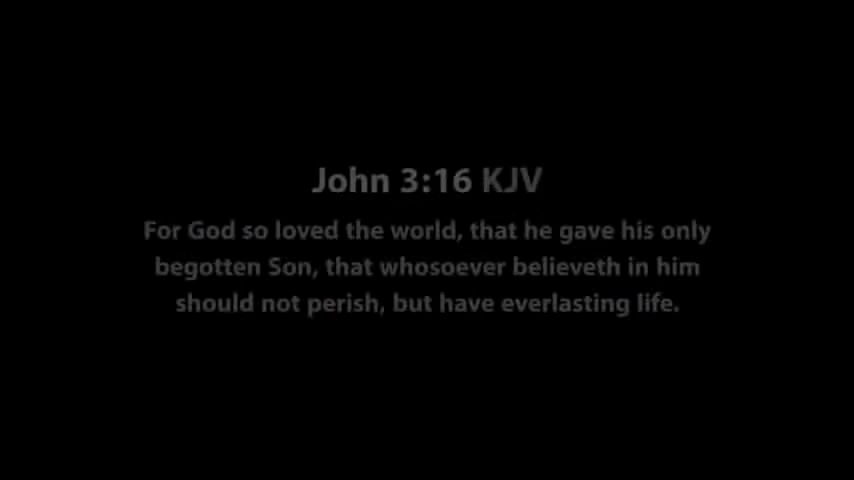 John 3:16 KJV
For God so loved the world, that he gave his only
begotten Son, that whosoever believeth in him
should not perish, but have everlasting life.